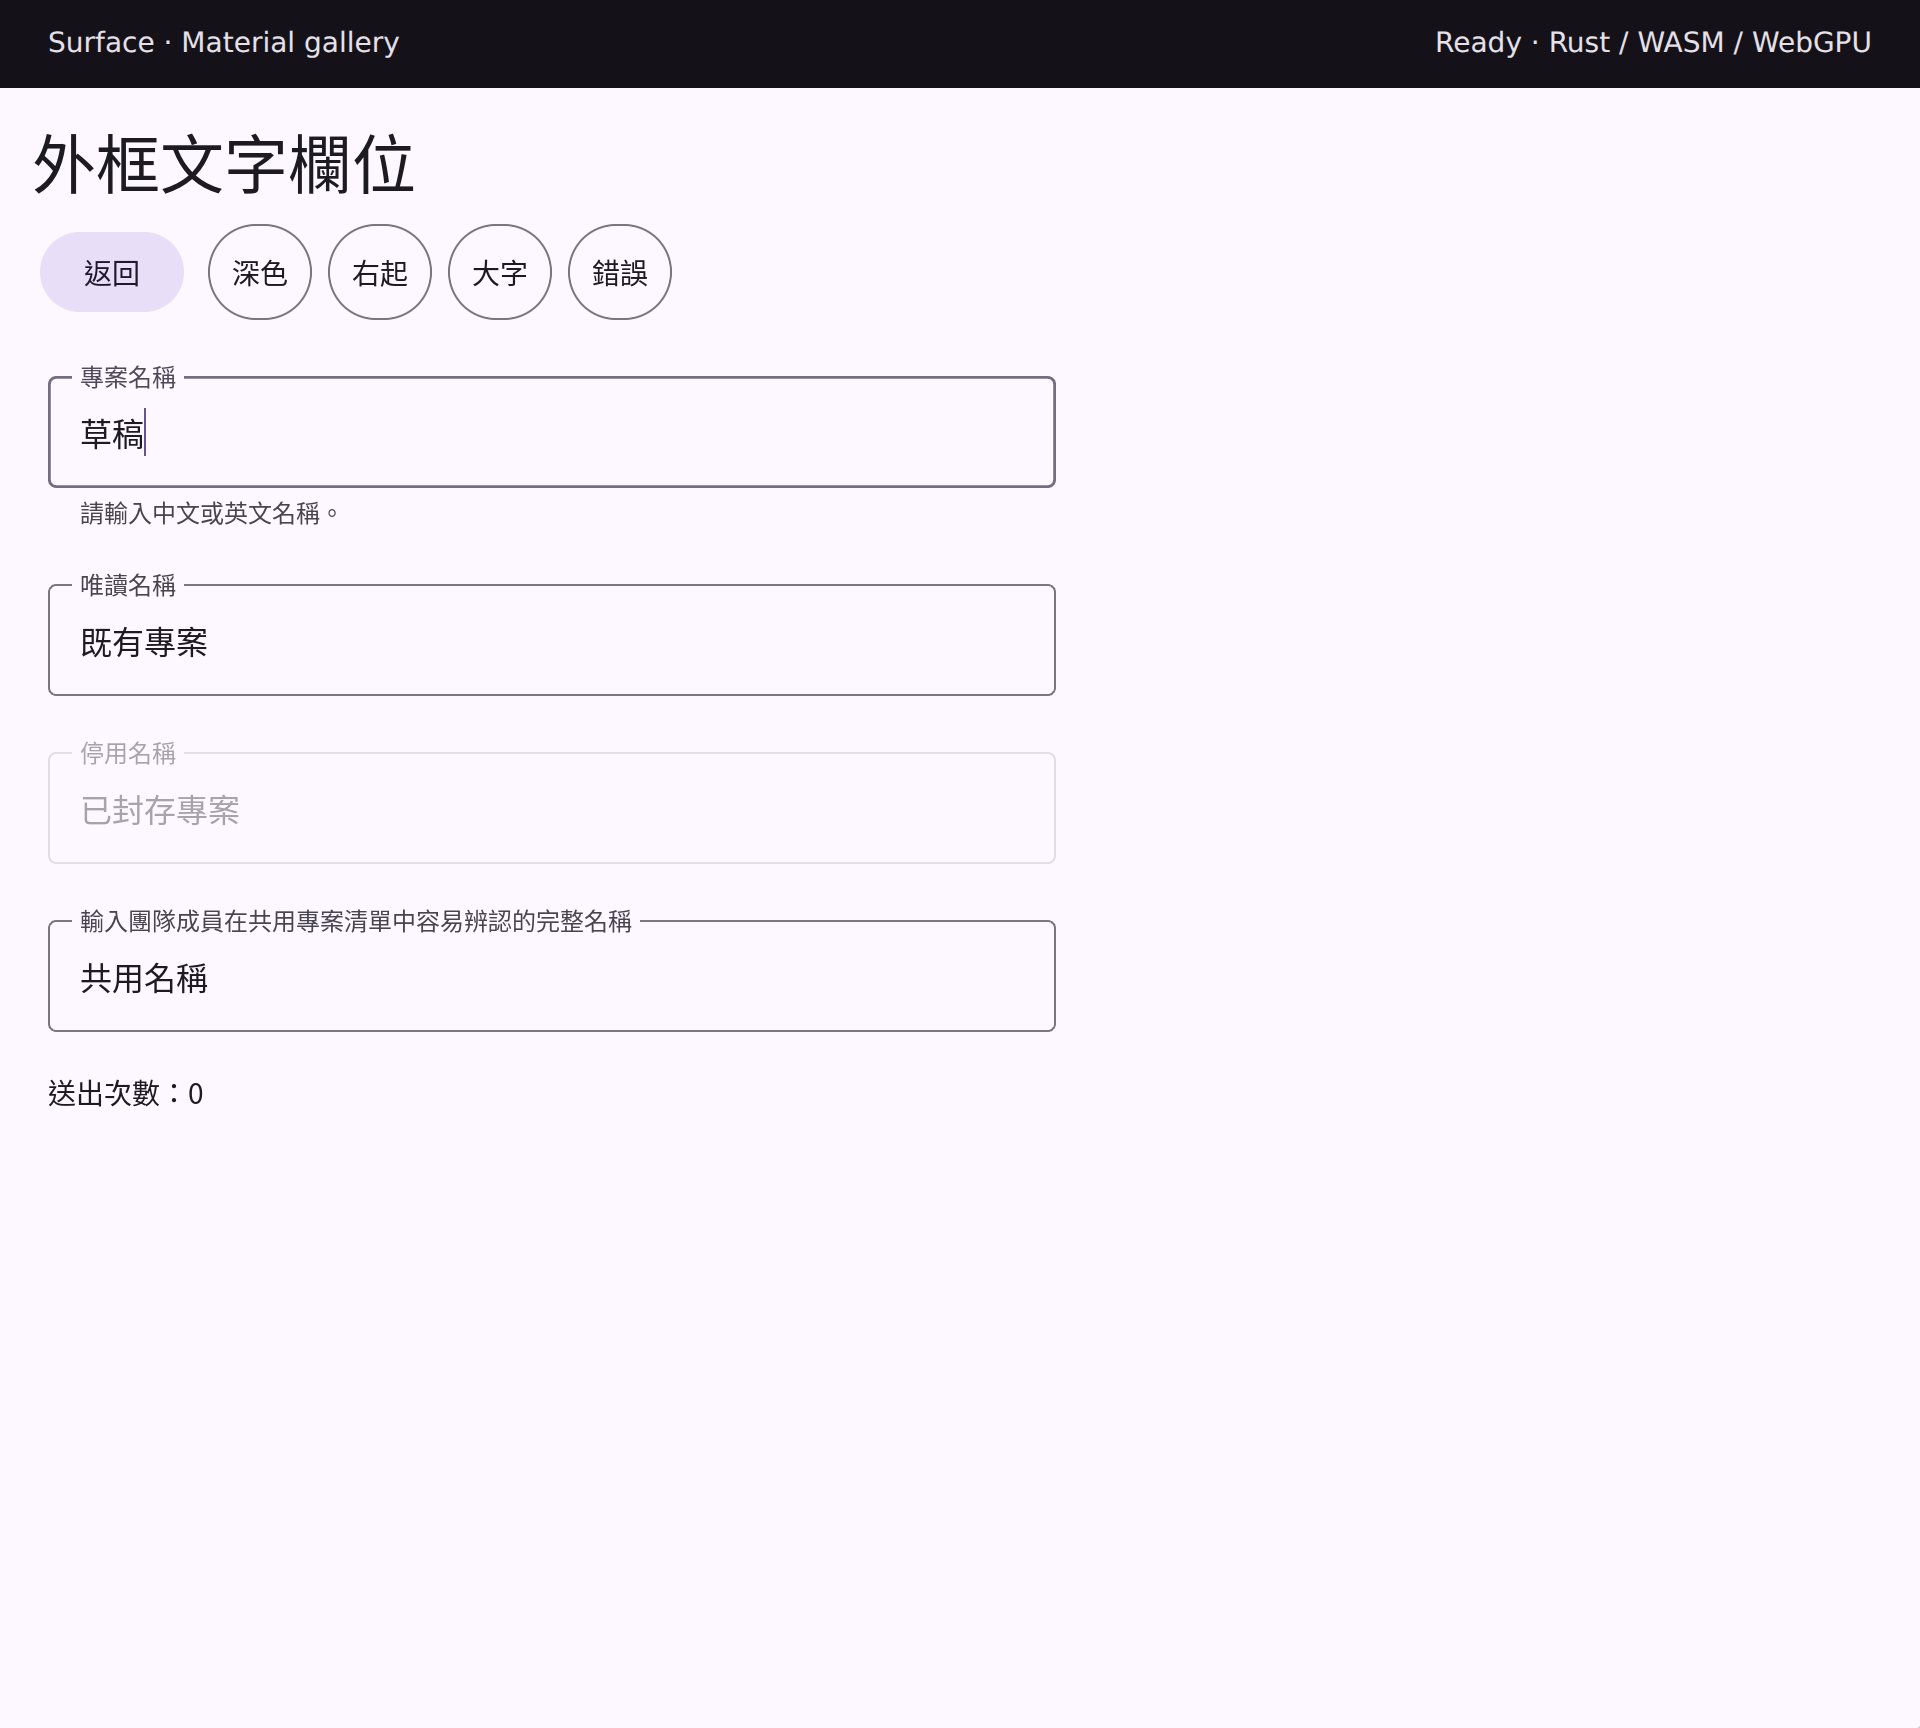 Surface · Material gallery
Ready · Rust / WASM / WebGPU
外框文字欄位
返回 深色 右起 大字 錯誤
專案名稱
草稿
請輸入中文或英文名稱。
唯讀名稱
既有專案
停用名稱
已封存專案
輸入團隊成員在共用專案清單中容易辨認的完整名稱
共用名稱
送出次數：0